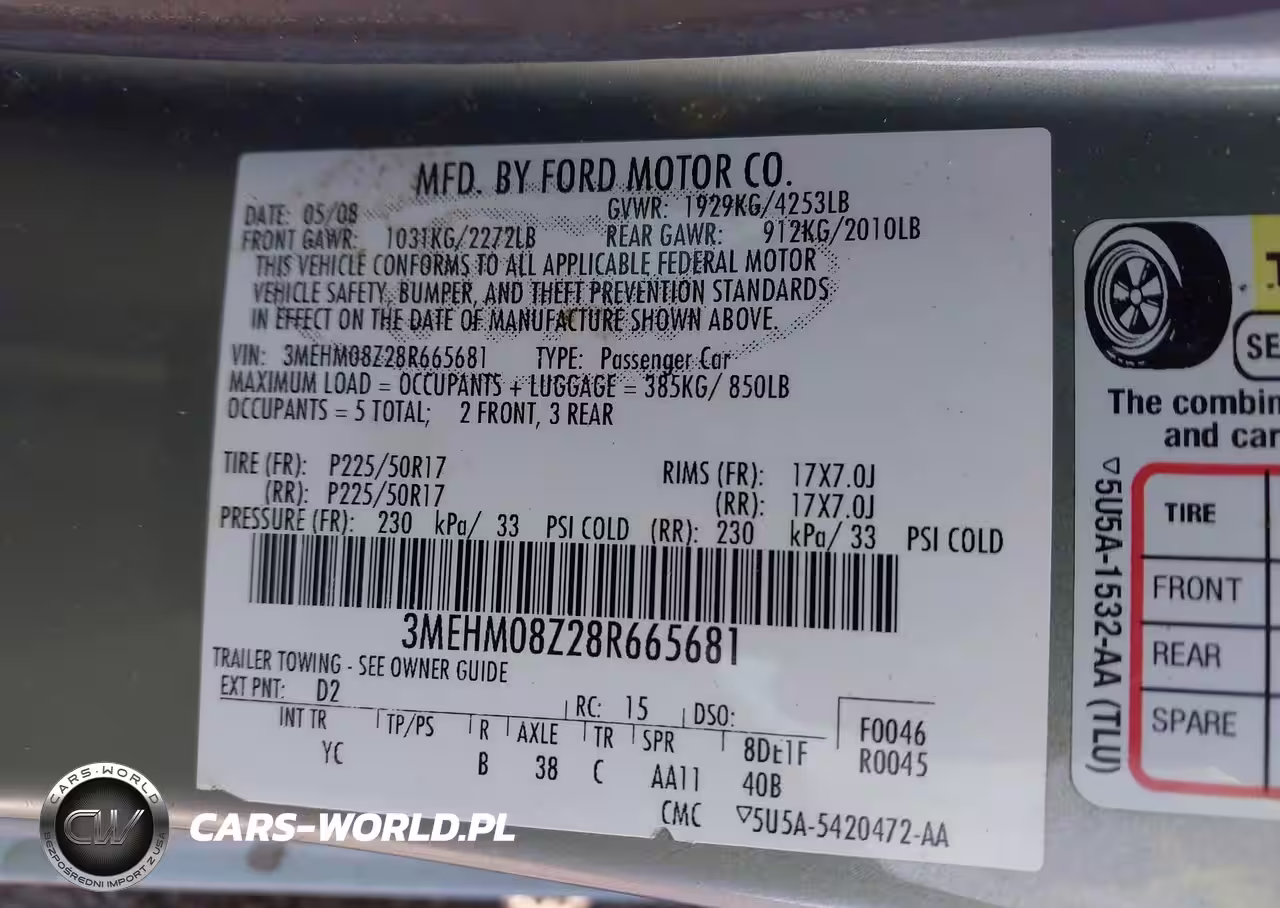 MFD. BY FORD MOTOR CO.
DATE: 05/08 GVWR: 1929KG/4253LB
FRONT GAWR: 1031KG/2272LB REAR GAWR: 912KG/2010LB
THIS VEHICLE CONFORMS TO ALL APPLICABLE FEDERAL MOTOR
VEHICLE SAFETY, BUMPER, AND THEFT PREVENTION STANDARDS
IN EFFECT ON THE DATE OF MANUFACTURE SHOWN ABOVE.
VIN: 3MEHM08Z28R665681 TYPE: Passenger Car
MAXIMUM LOAD = OCCUPANTS + LUGGAGE = 385KG/ 850LB
OCCUPANTS = 5 TOTAL; 2 FRONT, 3 REAR
TIRE (FR): P225/50R17 RIMS (FR): 17X7.0J
(RR): P225/50R17 (RR): 17X7.0J
PRESSURE (FR): 230 kPa/ 33 PSI COLD (RR): 230 kPa/ 33 PSI COLD
3MEHM08Z28R665681
TRAILER TOWING - SEE OWNER GUIDE
EXT PNT: D2 RC: 15 DSO: F0046
INT TR TP/PS R AXLE TR SPR 8DE1F R0045
YC B 38 C AA11 40B
CMC ▽5U5A-5420472-AA
SE
The combin
and car
▽5U5A-1532-AA (TLU)
TIRE
FRONT
REAR
SPARE
CARS-WORLD
CW
BEZPOŚREDNI IMPORT Z USA
CARS-WORLD.PL